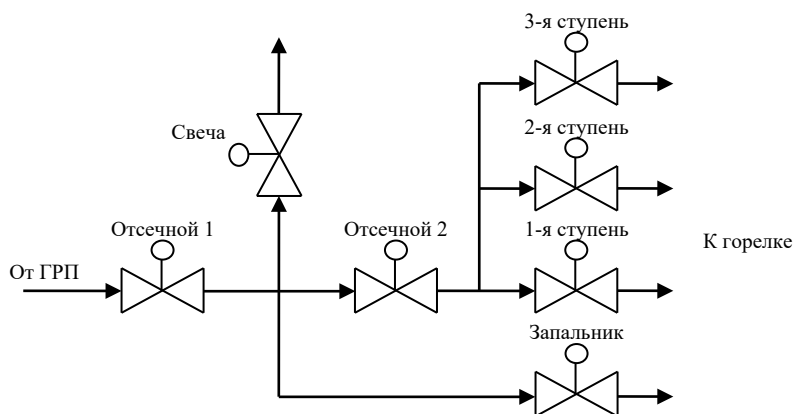 3-я ступень
Свеча
2-я ступень
Отсечной 1
Отсечной 2
1-я ступень
К горелке
От ГРП
Запальник